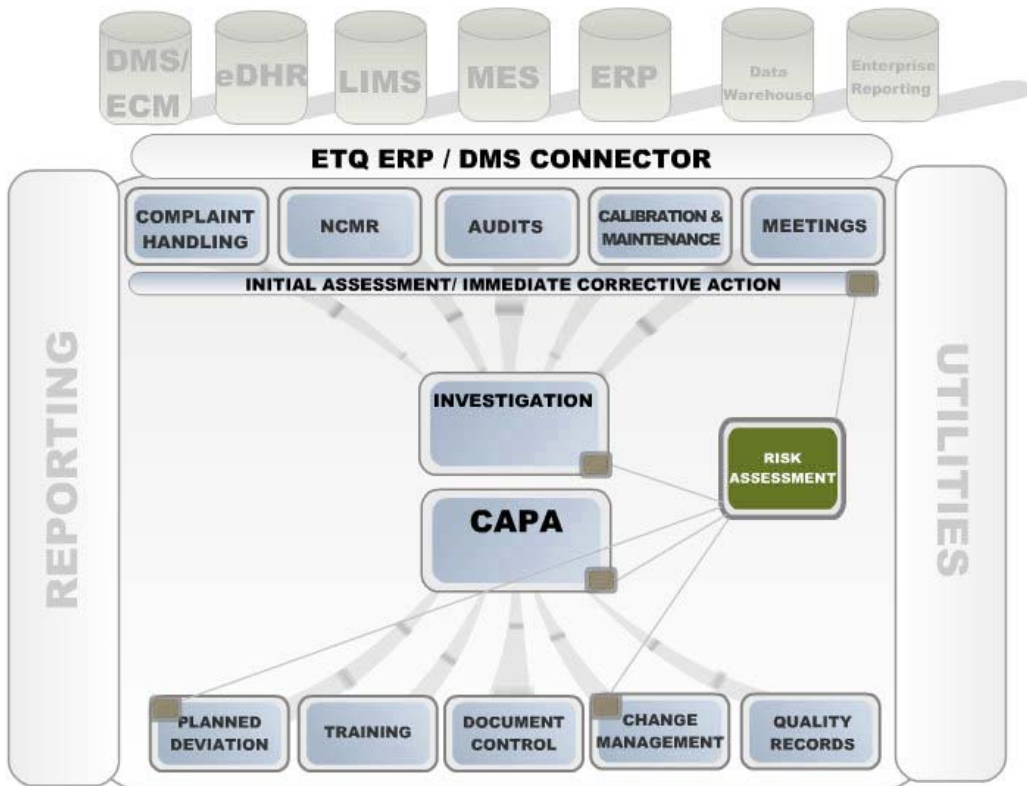 DMS/
ECM
eDHR
LIMS
MES
ERP
Data
Warehouse
Enterprise
Reporting
ETQ ERP / DMS CONNECTOR
COMPLAINT
HANDLING
NCMR
AUDITS
CALIBRATION &
MAINTENANCE
MEETINGS
INITIAL ASSESSMENT/ IMMEDIATE CORRECTIVE ACTION
REPORTING
UTILITIES
INVESTIGATION
RISK
ASSESSMENT
CAPA
PLANNED
DEVIATION
TRAINING
DOCUMENT
CONTROL
CHANGE
MANAGEMENT
QUALITY
RECORDS